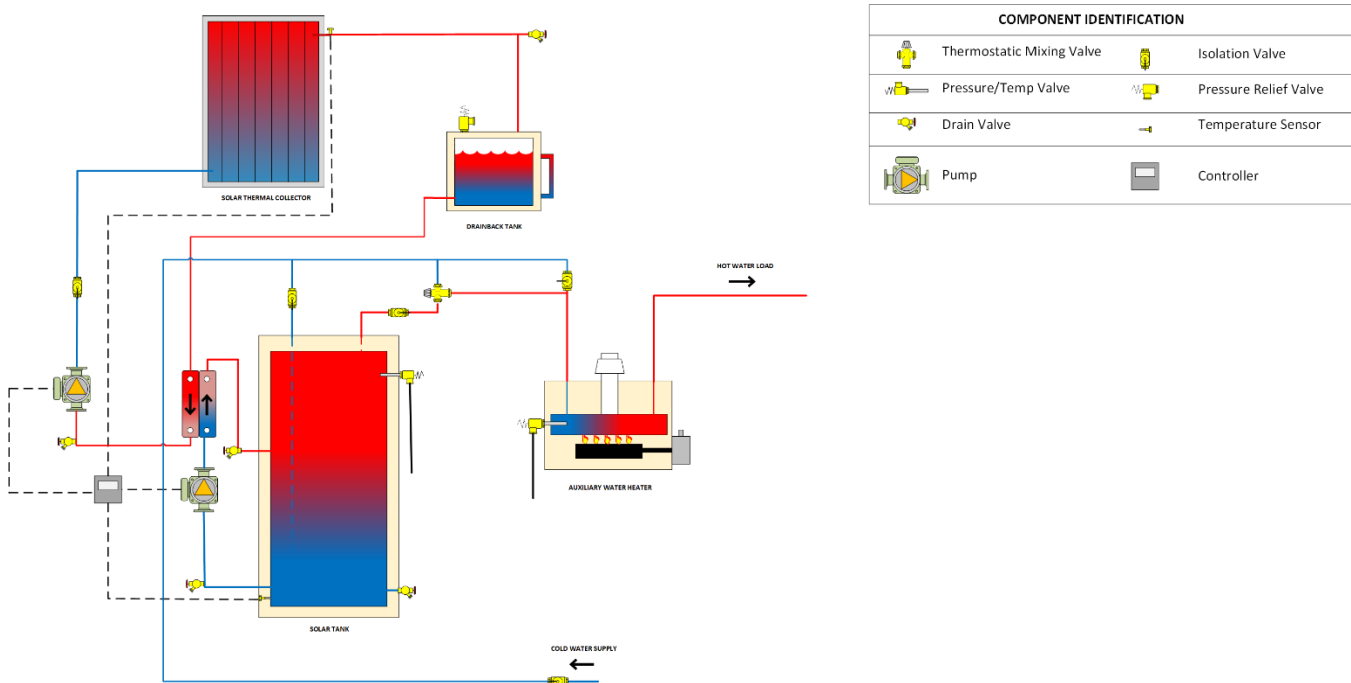 COMPONENT IDENTIFICATION
Thermostatic Mixing Valve
Isolation Valve
Pressure/Temp Valve
Pressure Relief Valve
Drain Valve
Temperature Sensor
Pump
Controller
SOLAR THERMAL COLLECTOR
DRAINBACK TANK
HOT WATER LOAD
AUXILIARY WATER HEATER
SOLAR TANK
COLD WATER SUPPLY